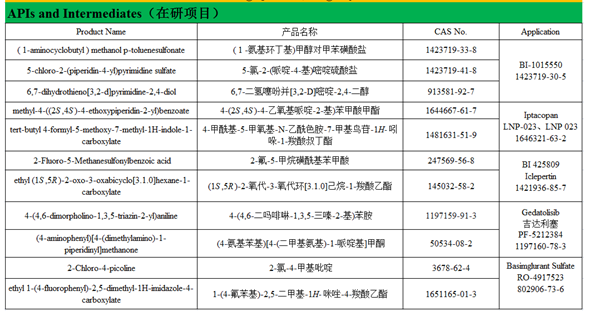 APIs and Intermediates（在研项目）
Product Name 产品名称 CAS No. Application
( 1-aminocyclobutyl ) methanol p-toluenesulfonate （1 -氨基环丁基)甲醇对甲苯磺酸盐 1423719-33-8
5-chloro-2-(piperidin-4-yl)pyrimidine sulfate 5-氯-2-(哌啶-4-基)嘧啶硫酸盐 1423719-41-8
6,7-dihydrothieno[3,2-d]pyrimidine-2,4-diol 6,7-二氢噻吩并[3,2-D]嘧啶-2,4-二醇 913581-92-7
BI-1015550
1423719-30-5
methyl-4-((2S,4S)-4-ethoxypiperidin-2-yl)benzoate 4-(2S,4S)-4-乙氧基哌啶-2-基)苯甲酸甲酯 1644667-61-7
tert-butyl 4-formyl-5-methoxy-7-methyl-1H-indole-1-
carboxylate
4-甲酰基-5-甲氧基-N-乙酰色胺-7-甲基鸟苷-1H-吲
哚-1-羧酸叔丁酯
1481631-51-9
Iptacopan
LNP-023、LNP 023
1646321-63-2
2-Fluoro-5-Methanesulfonylbenzoic acid 2-氟-5-甲烷磺酰基苯甲酸 247569-56-8
ethyl (1S,5R)-2-oxo-3-oxabicyclo[3.1.0]hexane-1-
carboxylate
(1S,5R)-2-氧代-3-氧代环[3.1.0]己烷-1-羧酸乙酯 145032-58-2
BI 425809
Iclepertin
1421936-85-7
4-(4,6-dimorpholino-1,3,5-triazin-2-yl)aniline 4-(4,6-二吗啡啉-1,3,5-三嗪-2-基)苯胺 1197159-91-3
(4-aminophenyl)[4-(dimethylamino)-1-
piperidinyl]methanone
(4-氨基苯基)[4-(二甲基氨基)-1-哌啶基]甲酮 50534-08-2
Gedatolisib
吉达利塞
PF-5212384
1197160-78-3
2-Chloro-4-picoline 2-氯-4-甲基吡啶 3678-62-4
ethyl 1-(4-fluorophenyl)-2,5-dimethyl-1H-imidazole-4-
carboxylate
1-(4-氟苯基)-2,5-二甲基-1H-咪唑-4-羧酸乙酯 1651165-01-3
Basimglurant Sulfate
RO-4917523
802906-73-6